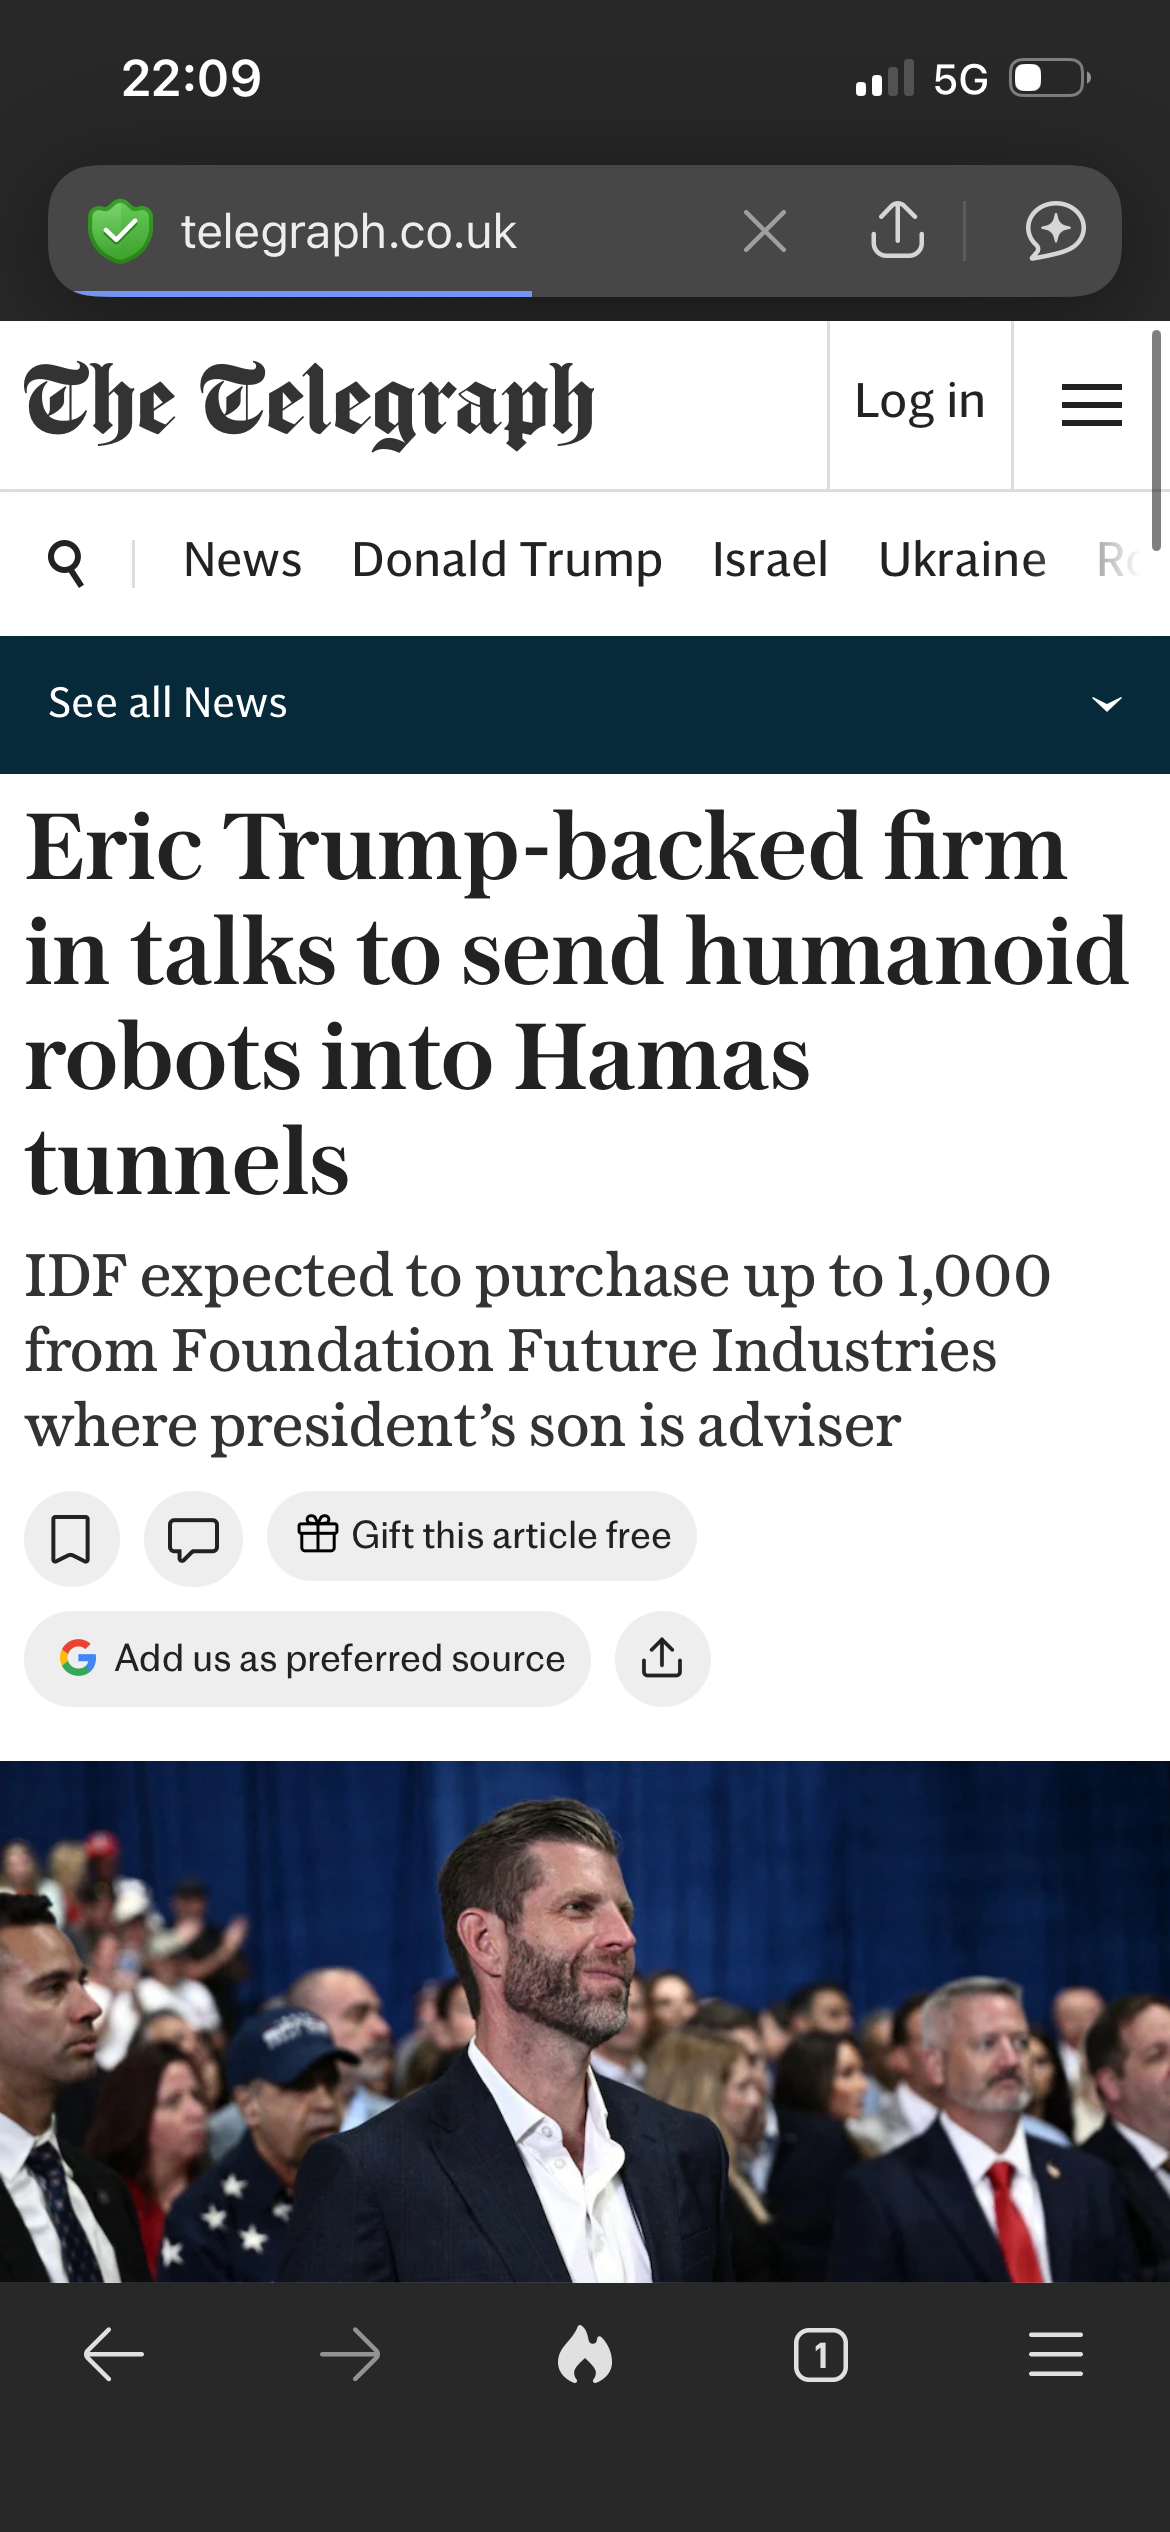 22:09
5G
telegraph.co.uk
The Telegraph
Log in
News Donald Trump Israel Ukraine
See all News
Eric Trump-backed firm
in talks to send humanoid
robots into Hamas
tunnels
IDF expected to purchase up to 1,000
from Foundation Future Industries
where president’s son is adviser
Gift this article free
Add us as preferred source
1